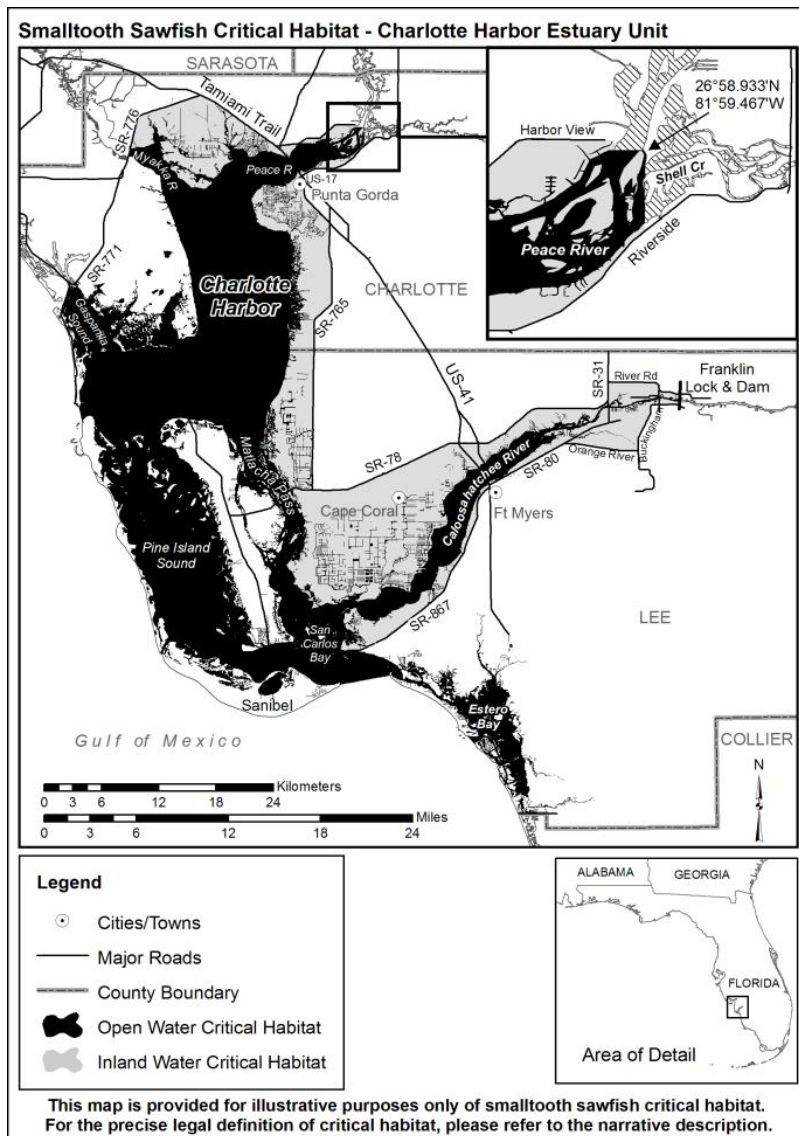 Smalltooth Sawfish Critical Habitat - Charlotte Harbor Estuary Unit
SARASOTA
Tamiami Trail
SR-776
Myakka R
Peace R
US-17
Punta Gorda
26°58.933'N
81°59.467'W
Harbor View
Shell Cr
Peace River
Riverside
SR-771
Gasparilla
Sound
Charlotte
Harbor
CHARLOTTE
SR-765
US-41
SR-31
River Rd
Franklin
Lock & Dam
Buckingham
Orange River
SR-80
SR-78
Matlacha Pass
Cape Coral
Caloosahatchee River
Ft Myers
Pine Island
Sound
SR-867
San
Carlos
Bay
LEE
Sanibel
Estero
Bay
Gulf of Mexico
COLLIER
N
Kilometers
0 3 6 12 18 24
Miles
0 3 6 12 18 24
Legend
Cities/Towns
Major Roads
County Boundary
Open Water Critical Habitat
Inland Water Critical Habitat
ALABAMA
GEORGIA
FLORIDA
Area of Detail
This map is provided for illustrative purposes only of smalltooth sawfish critical habitat.
For the precise legal definition of critical habitat, please refer to the narrative description.